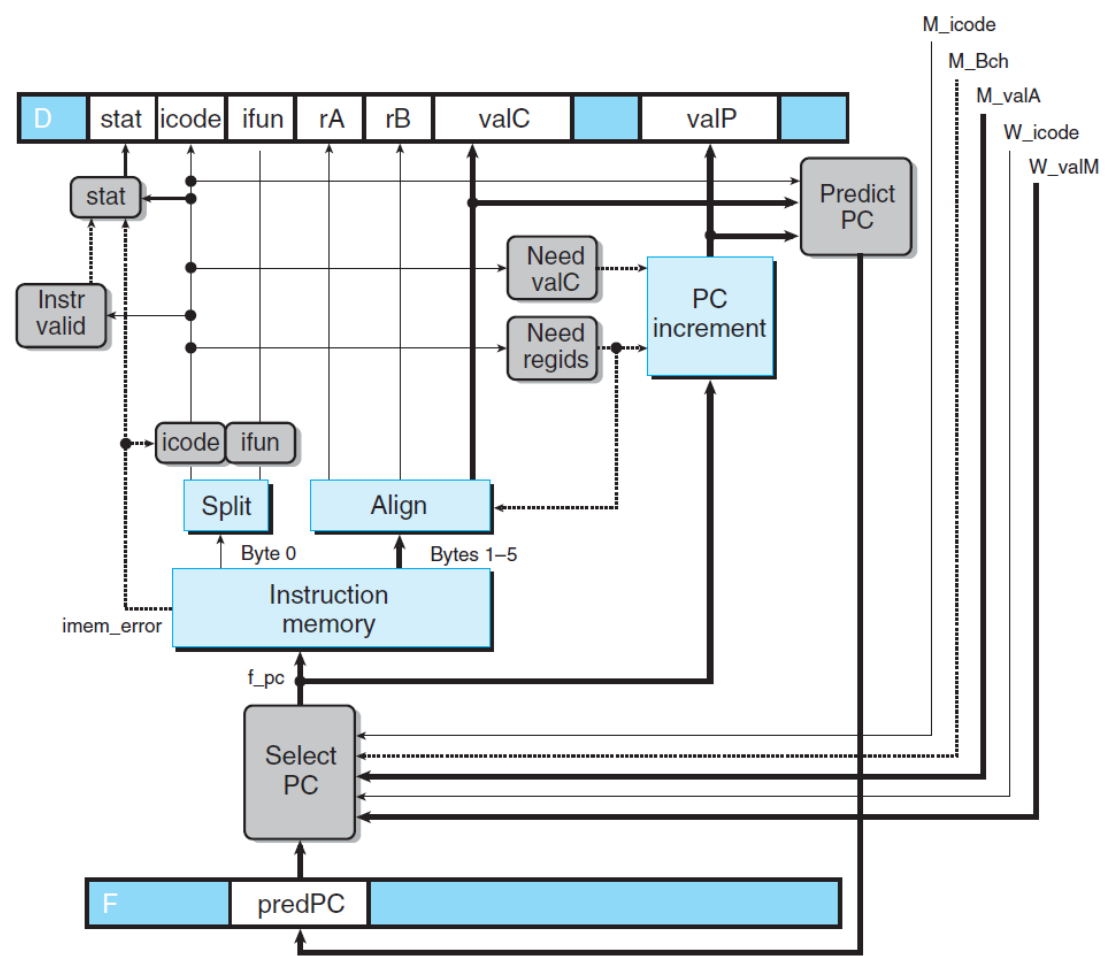 M_icode
M_Bch
M_valA
W_icode
W_valM
D stat icode ifun rA rB valC valP
stat
Predict
PC
Need
valC
Instr
valid
PC
increment
Need
regids
icode ifun
Split
Align
Byte 0
Bytes 1–5
Instruction
memory
imem_error
f_pc
Select
PC
F predPC